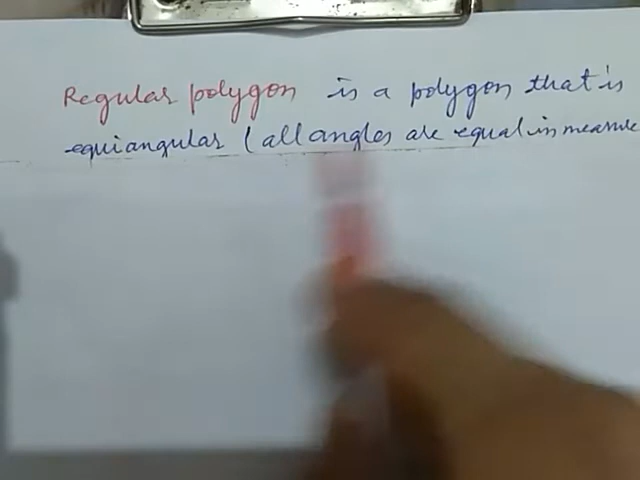 Regular polygon is a polygon that is
equiangular (all angles are equal in measure